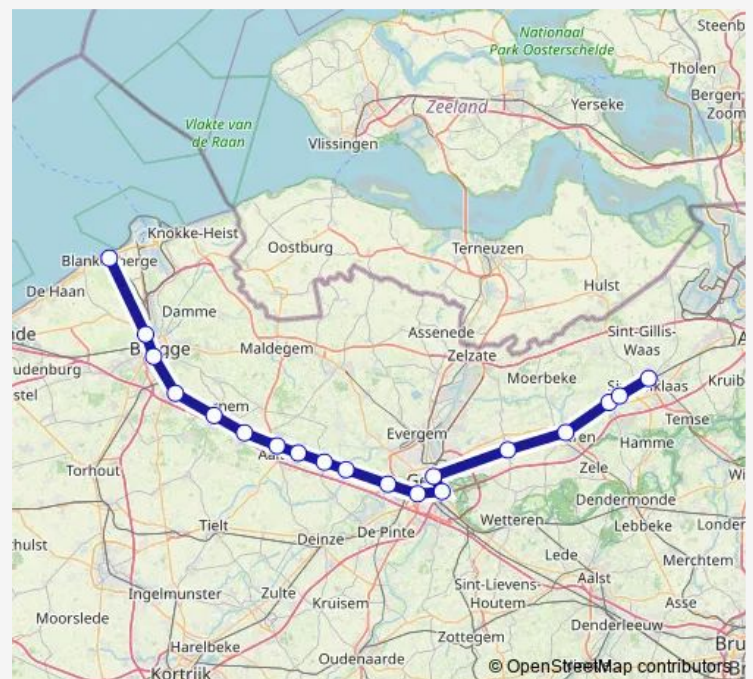 Steenb
Nationaal
Park Oosterschelde
Tholen
Bergen
Zoom
Zeeland
Yerseke
Vlakte van
de Raan
Vlissingen
Knokke-Heist
Oostburg
Terneuzen
De Haan
Damme
Hulst
Assenede
Sint-Gillis-
Waas
Maldegem
Zelzate
Moerbeke
udenburg
stel
Kruib
Temse
Evergem
Hamme
Torhout
Zele
Dendermonde
Wetteren
Lebbeke
Londer
Tielt
Deinze
De Pinte
hulst
Lede
Merchtem
Aalst
Ingelmunster
Zulte
Kruisem
Sint-Lievens-
Houtem
Asse
Moorslede
Denderleeuw
Zottegem
Harelbeke
Oudenaarde
Bru
Kortrijk
© OpenStreetMap contributors